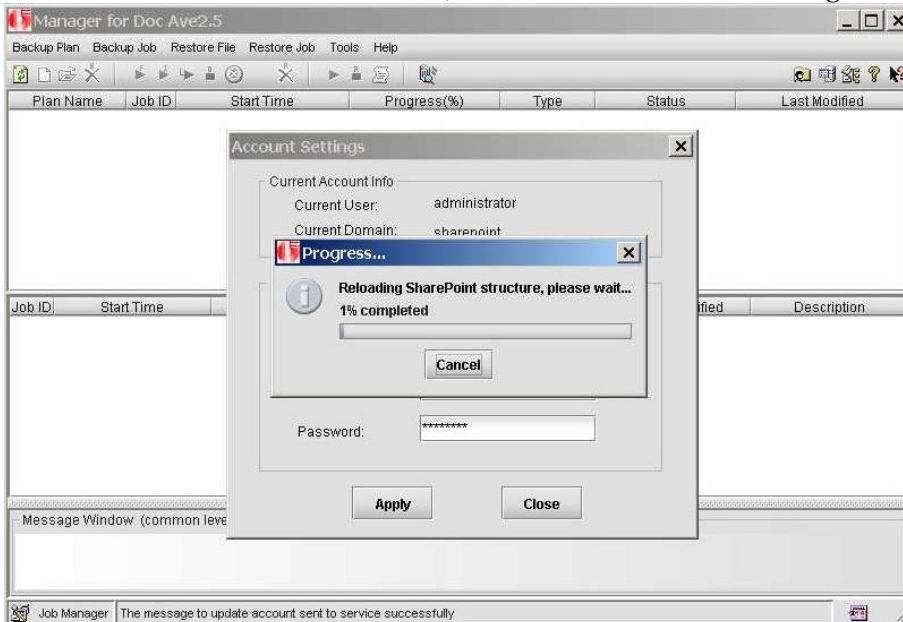 Manager for Doc Ave2.5
Backup Plan Backup Job Restore File Restore Job Tools Help
Plan Name Job ID Start Time Progress(%) Type Status Last Modified
Account Settings
Current Account Info
Current User: administrator
Current Domain: sharepoint
Progress...
Reloading SharePoint structure, please wait...
1% completed
Cancel
Job ID Start Time ified Description
Password: ********
Apply Close
Message Window (common leve
Job Manager The message to update account sent to service successfully